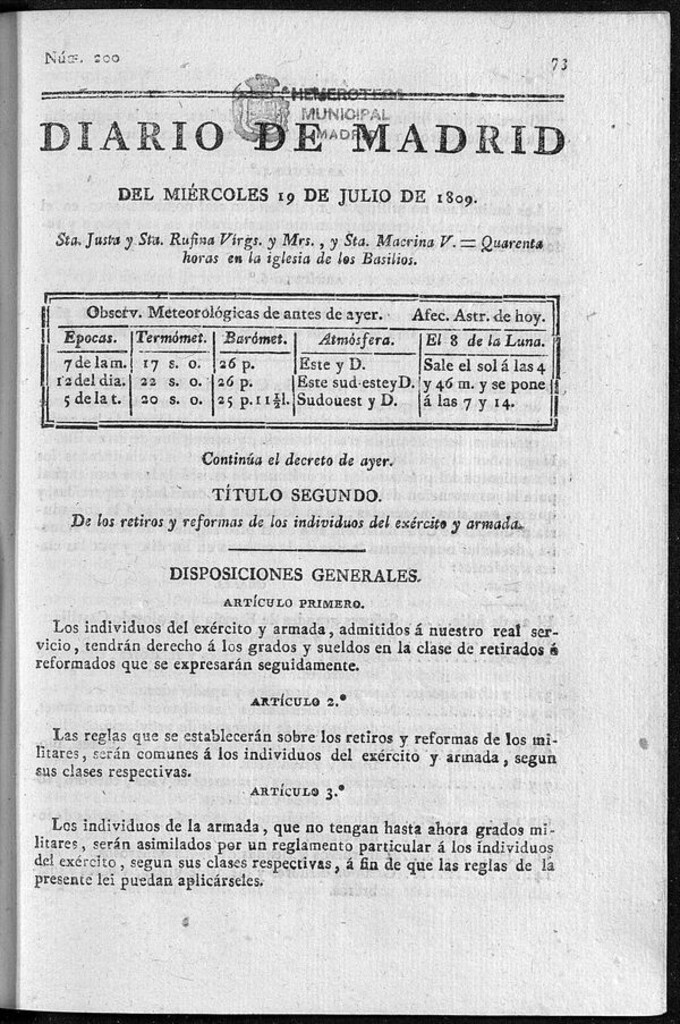 Núm. 200 73
HEMEROTECA
MUNICIPAL
MADRID
DIARIO DE MADRID
DEL MIÉRCOLES 19 DE JULIO DE 1809.
Sta. Justa y Sta. Rufina Virgs. y Mrs., y Sta. Macrina V. = Quarenta
horas en la iglesia de los Basilios.
Observ. Meteorológicas de antes de ayer. Afec. Astr. de hoy.
Epocas. Termómet. Barómet. Atmósfera. El 8 de la Luna.
7 de la m. 17 s. o. 26 p. Este y D. Sale el sol á las 4
12 del dia. 22 s. o. 26 p. Este sud-este y D. y 46 m. y se pone
5 de la t. 20 s. o. 25 p. 11½ l. Sudouest y D. á las 7 y 14.
Continúa el decreto de ayer.
TÍTULO SEGUNDO.
De los retiros y reformas de los individuos del exército y armada.
DISPOSICIONES GENERALES.
ARTÍCULO PRIMERO.
Los individuos del exército y armada, admitidos á nuestro real ser-
vicio, tendrán derecho á los grados y sueldos en la clase de retirados ó
reformados que se expresarán seguidamente.
ARTÍCULO 2.º
Las reglas que se establecerán sobre los retiros y reformas de los mi-
litares, serán comunes á los individuos del exército y armada, segun
sus clases respectivas.
ARTÍCULO 3.º
Los individuos de la armada, que no tengan hasta ahora grados mi-
litares, serán asimilados por un reglamento particular á los individuos
del exército, segun sus clases respectivas, á fin de que las reglas de la
presente lei puedan aplicárseles.